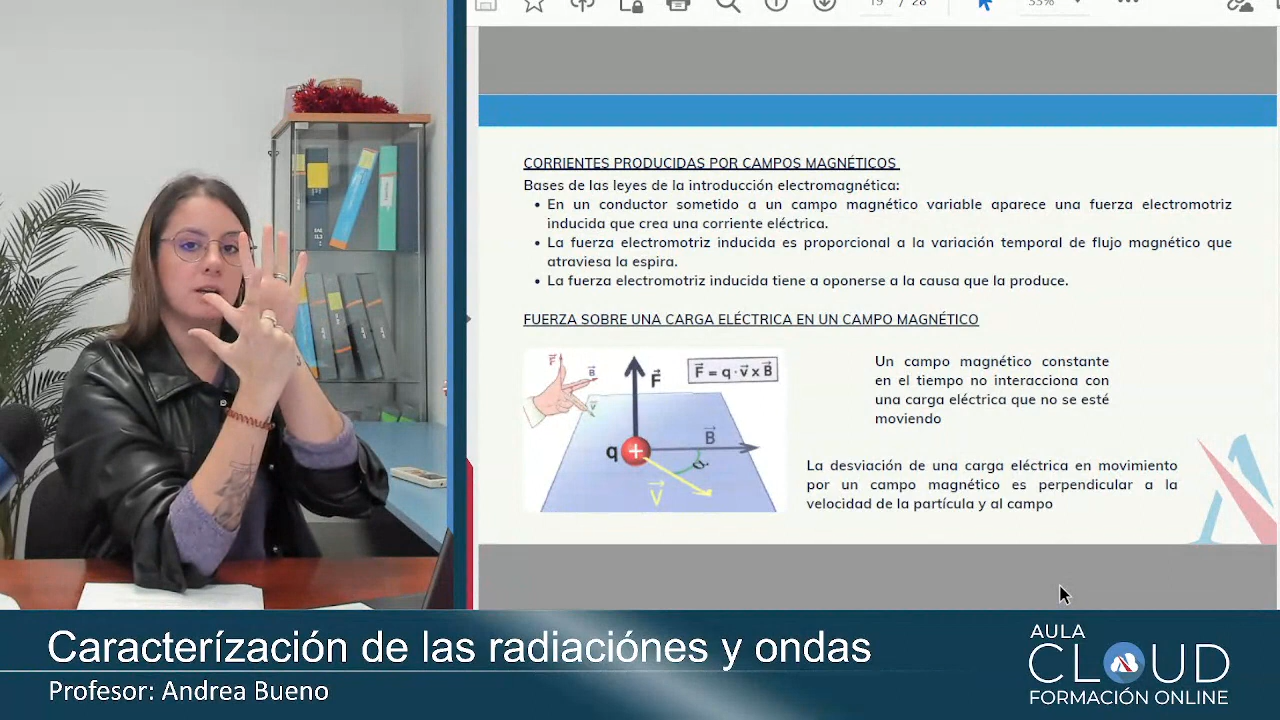 19 / 28
33%
CORRIENTES PRODUCIDAS POR CAMPOS MAGNÉTICOS
Bases de las leyes de la introducción electromagnética:
• En un conductor sometido a un campo magnético variable aparece una fuerza electromotriz
inducida que crea una corriente eléctrica.
• La fuerza electromotriz inducida es proporcional a la variación temporal de flujo magnético que
atraviesa la espira.
• La fuerza electromotriz inducida tiene a oponerse a la causa que la produce.
FUERZA SOBRE UNA CARGA ELÉCTRICA EN UN CAMPO MAGNÉTICO
F
B
V
F
F = q · v x B
q
+
B
α
V
Un campo magnético constante
en el tiempo no interacciona con
una carga eléctrica que no se esté
moviendo
La desviación de una carga eléctrica en movimiento
por un campo magnético es perpendicular a la
velocidad de la partícula y al campo
Caracterízación de las radiaciónes y ondas
Profesor: Andrea Bueno
AULA
CLOUD
FORMACIÓN ONLINE